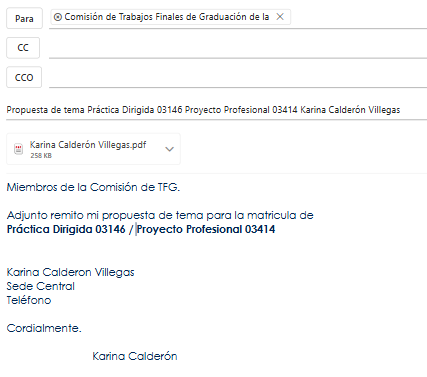 Para
Comisión de Trabajos Finales de Graduación de la
CC
CCO
Propuesta de tema Práctica Dirigida 03146 Proyecto Profesional 03414 Karina Calderón Villegas
Karina Calderón Villegas.pdf
258 KB
Miembros de la Comisión de TFG.
Adjunto remito mi propuesta de tema para la matricula de
Práctica Dirigida 03146 / Proyecto Profesional 03414
Karina Calderon Villegas
Sede Central
Teléfono
Cordialmente.
Karina Calderón